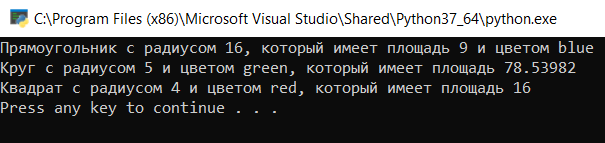 C:\Program Files (x86)\Microsoft Visual Studio\Shared\Python37_64\python.exe
Прямоугольник с радиусом 16, который имеет площадь 9 и цветом blue
Круг с радиусом 5 и цветом green, который имеет площадь 78.53982
Квадрат с радиусом 4 и цветом red, который имеет площадь 16
Press any key to continue . . .